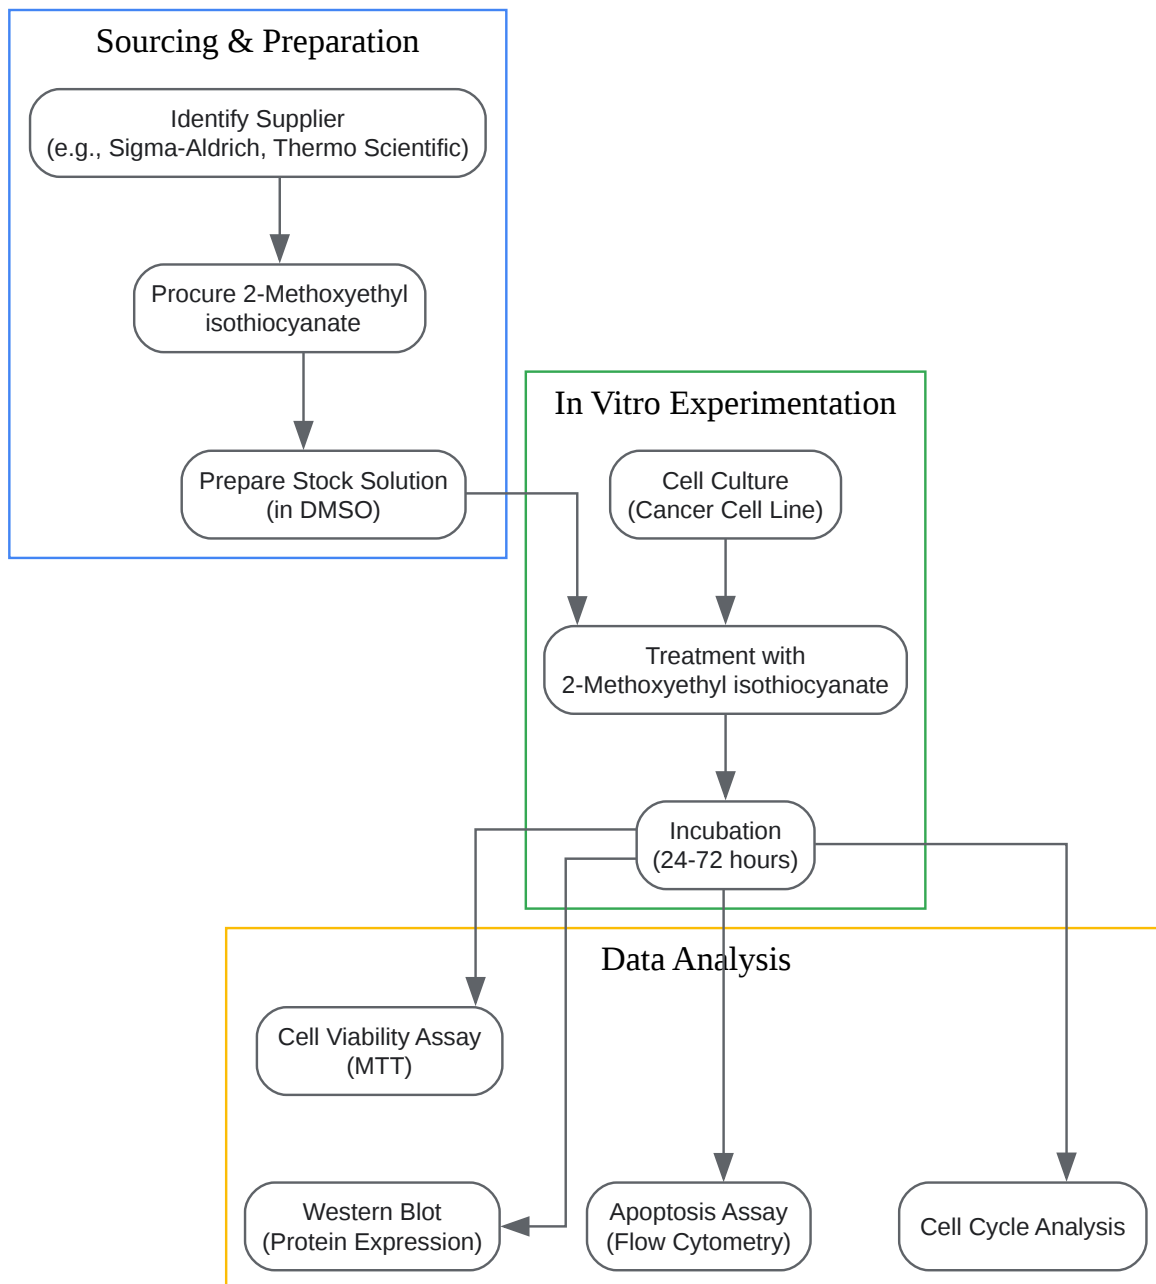 Sourcing & Preparation
Identify Supplier
(e.g., Sigma-Aldrich, Thermo Scientific)
Procure 2-Methoxyethyl
isothiocyanate
Prepare Stock Solution
(in DMSO)
In Vitro Experimentation
Cell Culture
(Cancer Cell Line)
Treatment with
2-Methoxyethyl isothiocyanate
Incubation
(24-72 hours)
Data Analysis
Cell Viability Assay
(MTT)
Western Blot
(Protein Expression)
Apoptosis Assay
(Flow Cytometry)
Cell Cycle Analysis